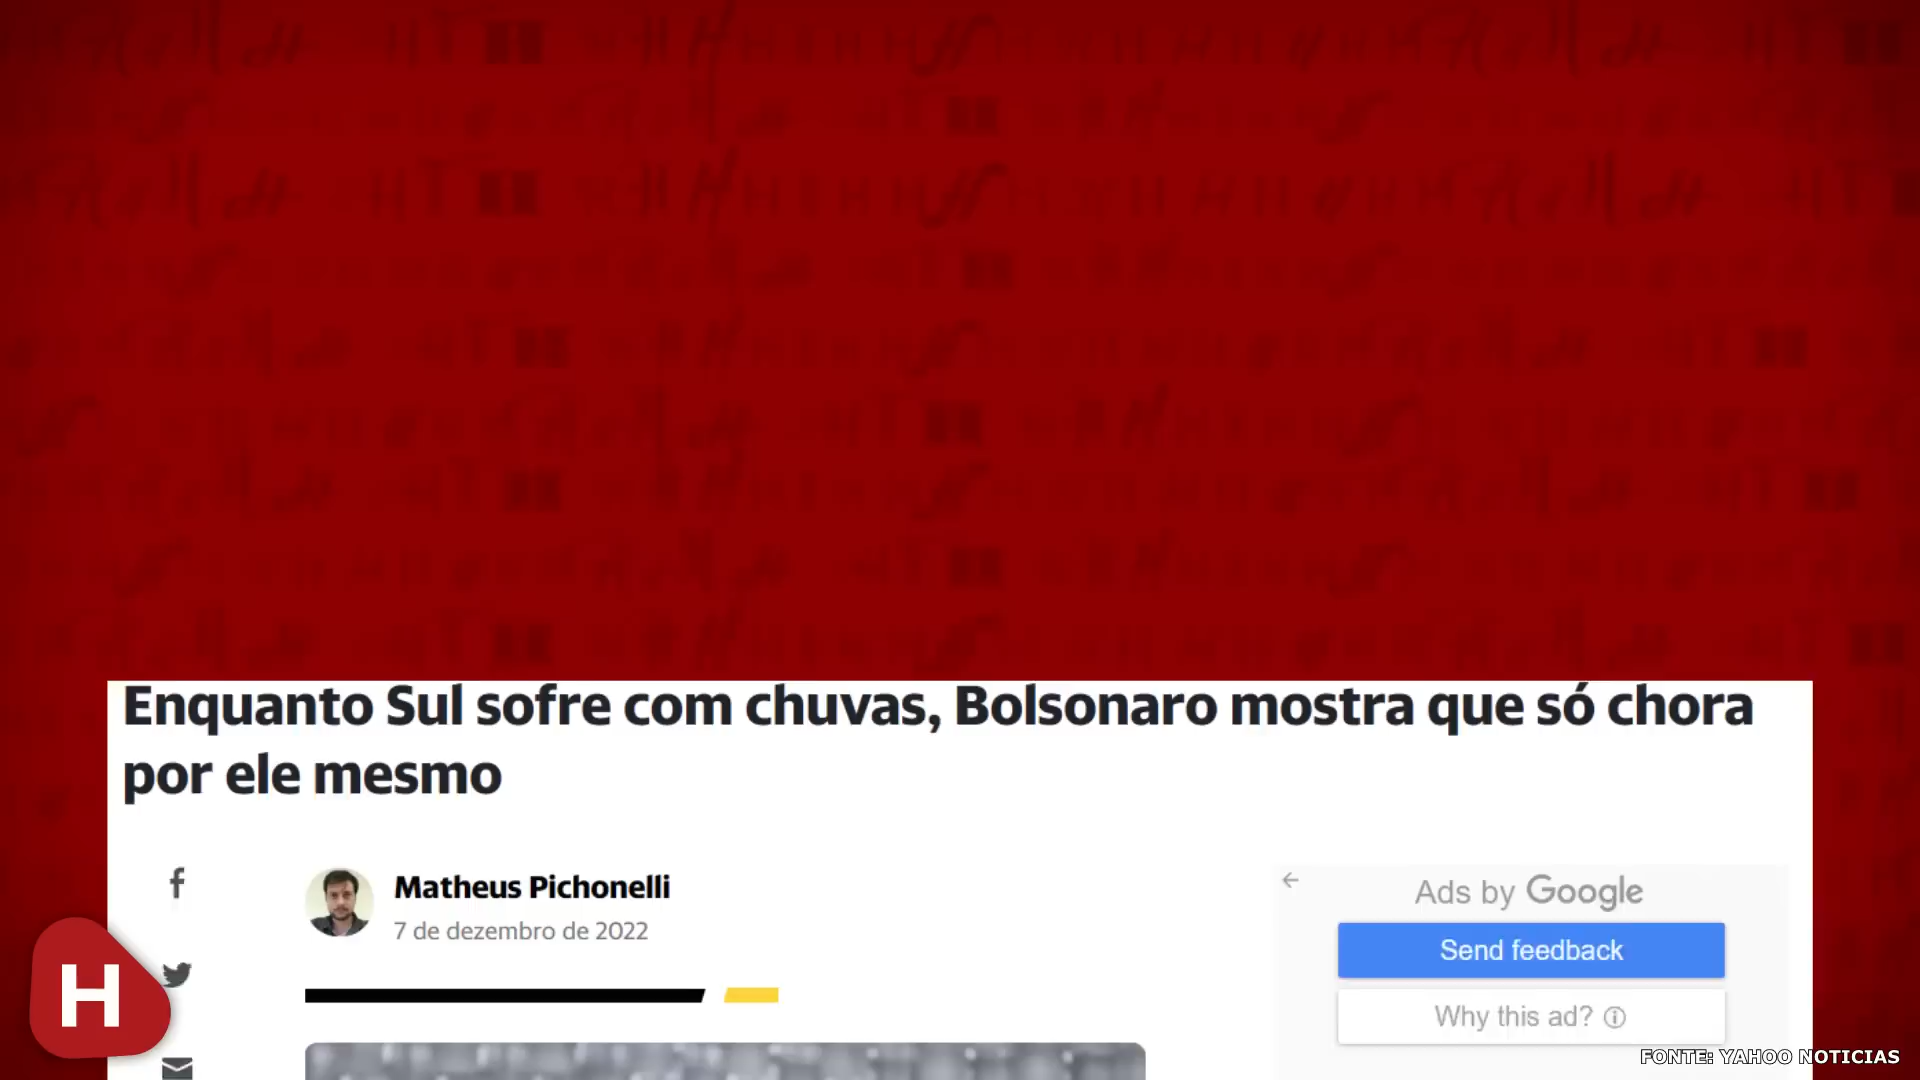 Enquanto Sul sofre com chuvas, Bolsonaro mostra que só chora
por ele mesmo
Matheus Pichonelli
7 de dezembro de 2022
Ads by Google
Send feedback
Why this ad?
H
FONTE: YAHOO NOTICIAS